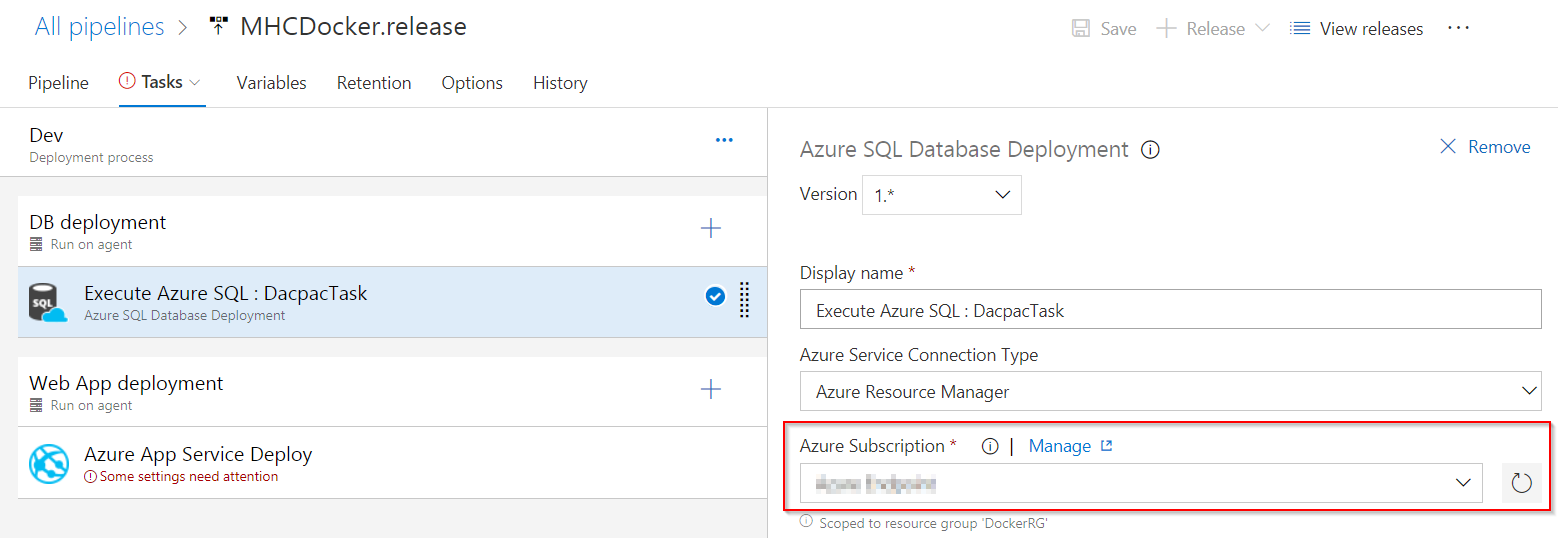 All pipelines > MHCDocker.release
Save Release View releases ...
Pipeline Tasks Variables Retention Options History
Dev
Deployment process
DB deployment
Run on agent
SQL
Execute Azure SQL : DacpacTask
Azure SQL Database Deployment
Web App deployment
Run on agent
Azure App Service Deploy
Some settings need attention
Azure SQL Database Deployment
Remove
Version 1.*
Display name *
Execute Azure SQL : DacpacTask
Azure Service Connection Type
Azure Resource Manager
Azure Subscription * | Manage
Scoped to resource group 'DockerRG'